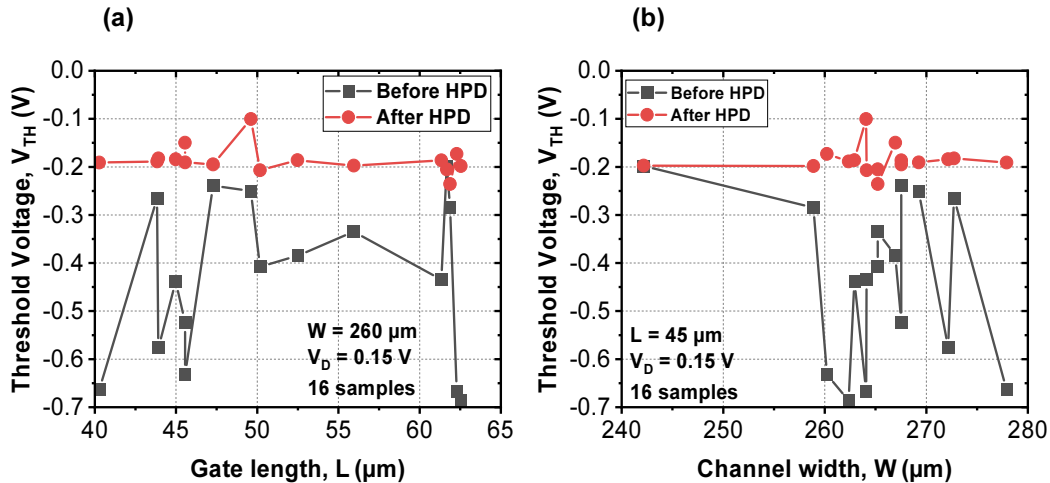 (a)
Threshold Voltage, V_TH (V)
0.0
-0.1
-0.2
-0.3
-0.4
-0.5
-0.6
-0.7
Before HPD
After HPD
W = 260 µm
V_D = 0.15 V
16 samples
40 45 50 55 60 65
Gate length, L (µm)
(b)
Threshold Voltage, V_TH (V)
0.0
-0.1
-0.2
-0.3
-0.4
-0.5
-0.6
-0.7
Before HPD
After HPD
L = 45 µm
V_D = 0.15 V
16 samples
240 250 260 270 280
Channel width, W (µm)